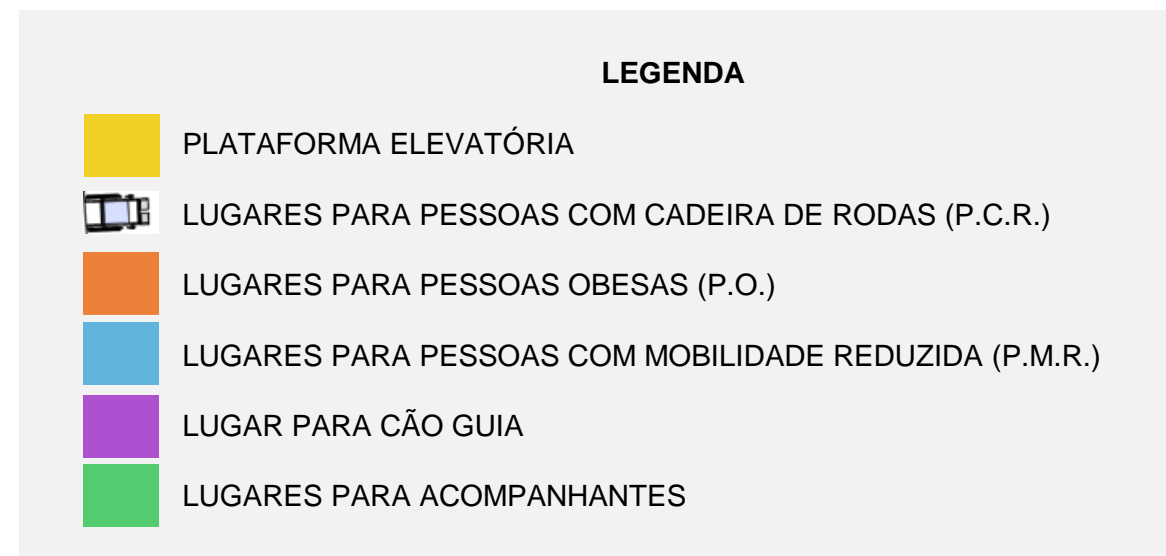 LEGENDA
PLATAFORMA ELEVATÓRIA
LUGARES PARA PESSOAS COM CADEIRA DE RODAS (P.C.R.)
LUGARES PARA PESSOAS OBESAS (P.O.)
LUGARES PARA PESSOAS COM MOBILIDADE REDUZIDA (P.M.R.)
LUGAR PARA CÃO GUIA
LUGARES PARA ACOMPANHANTES